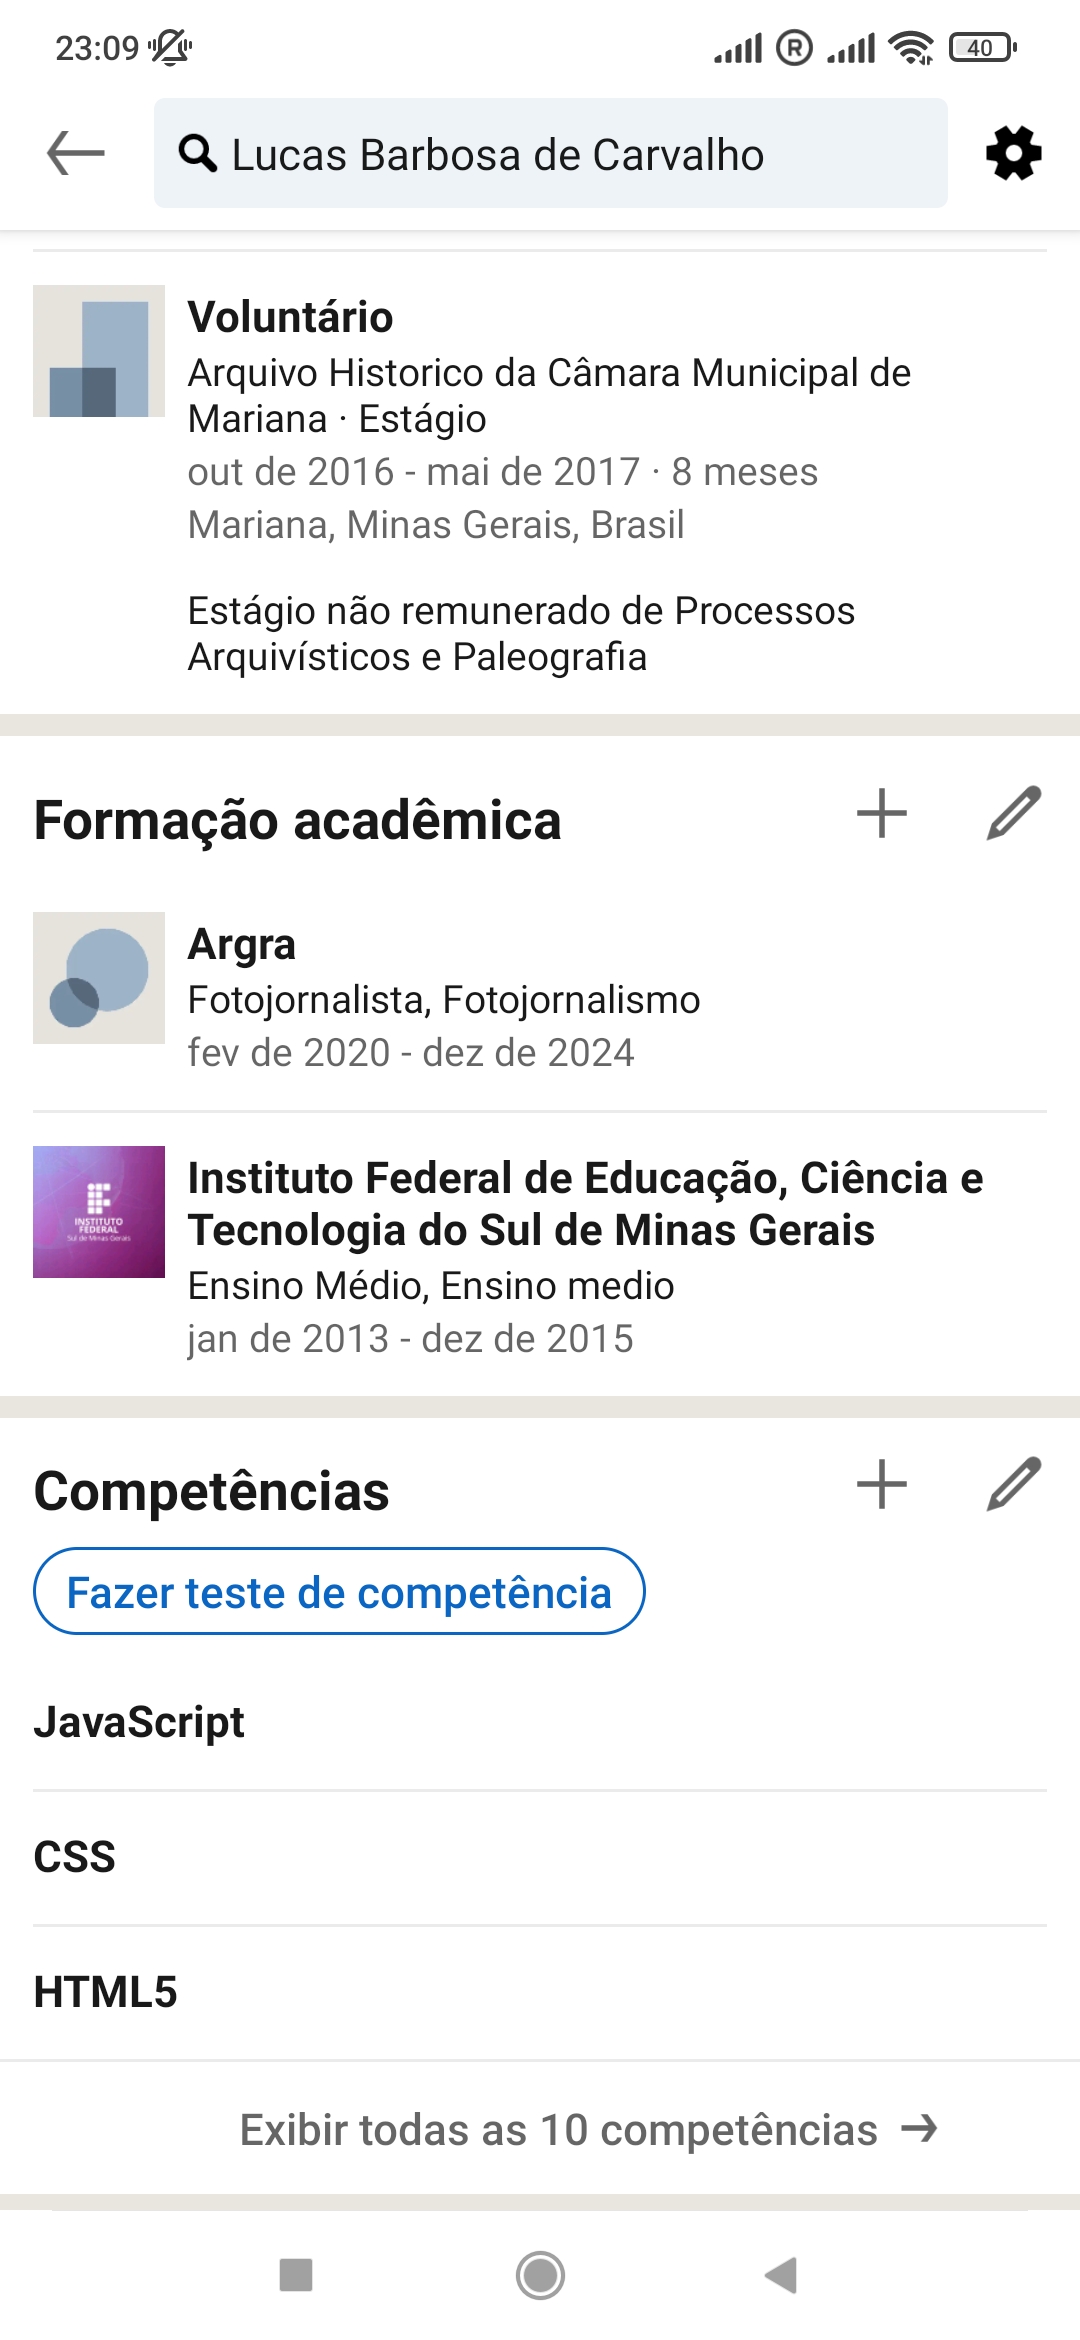 23:09
40
Lucas Barbosa de Carvalho
Voluntário
Arquivo Historico da Câmara Municipal de
Mariana · Estágio
out de 2016 - mai de 2017 · 8 meses
Mariana, Minas Gerais, Brasil
Estágio não remunerado de Processos
Arquivísticos e Paleografia
Formação acadêmica
Argra
Fotojornalista, Fotojornalismo
fev de 2020 - dez de 2024
INSTITUTO
FEDERAL
Sul de Minas Gerais
Instituto Federal de Educação, Ciência e
Tecnologia do Sul de Minas Gerais
Ensino Médio, Ensino medio
jan de 2013 - dez de 2015
Competências
Fazer teste de competência
JavaScript
CSS
HTML5
Exibir todas as 10 competências →